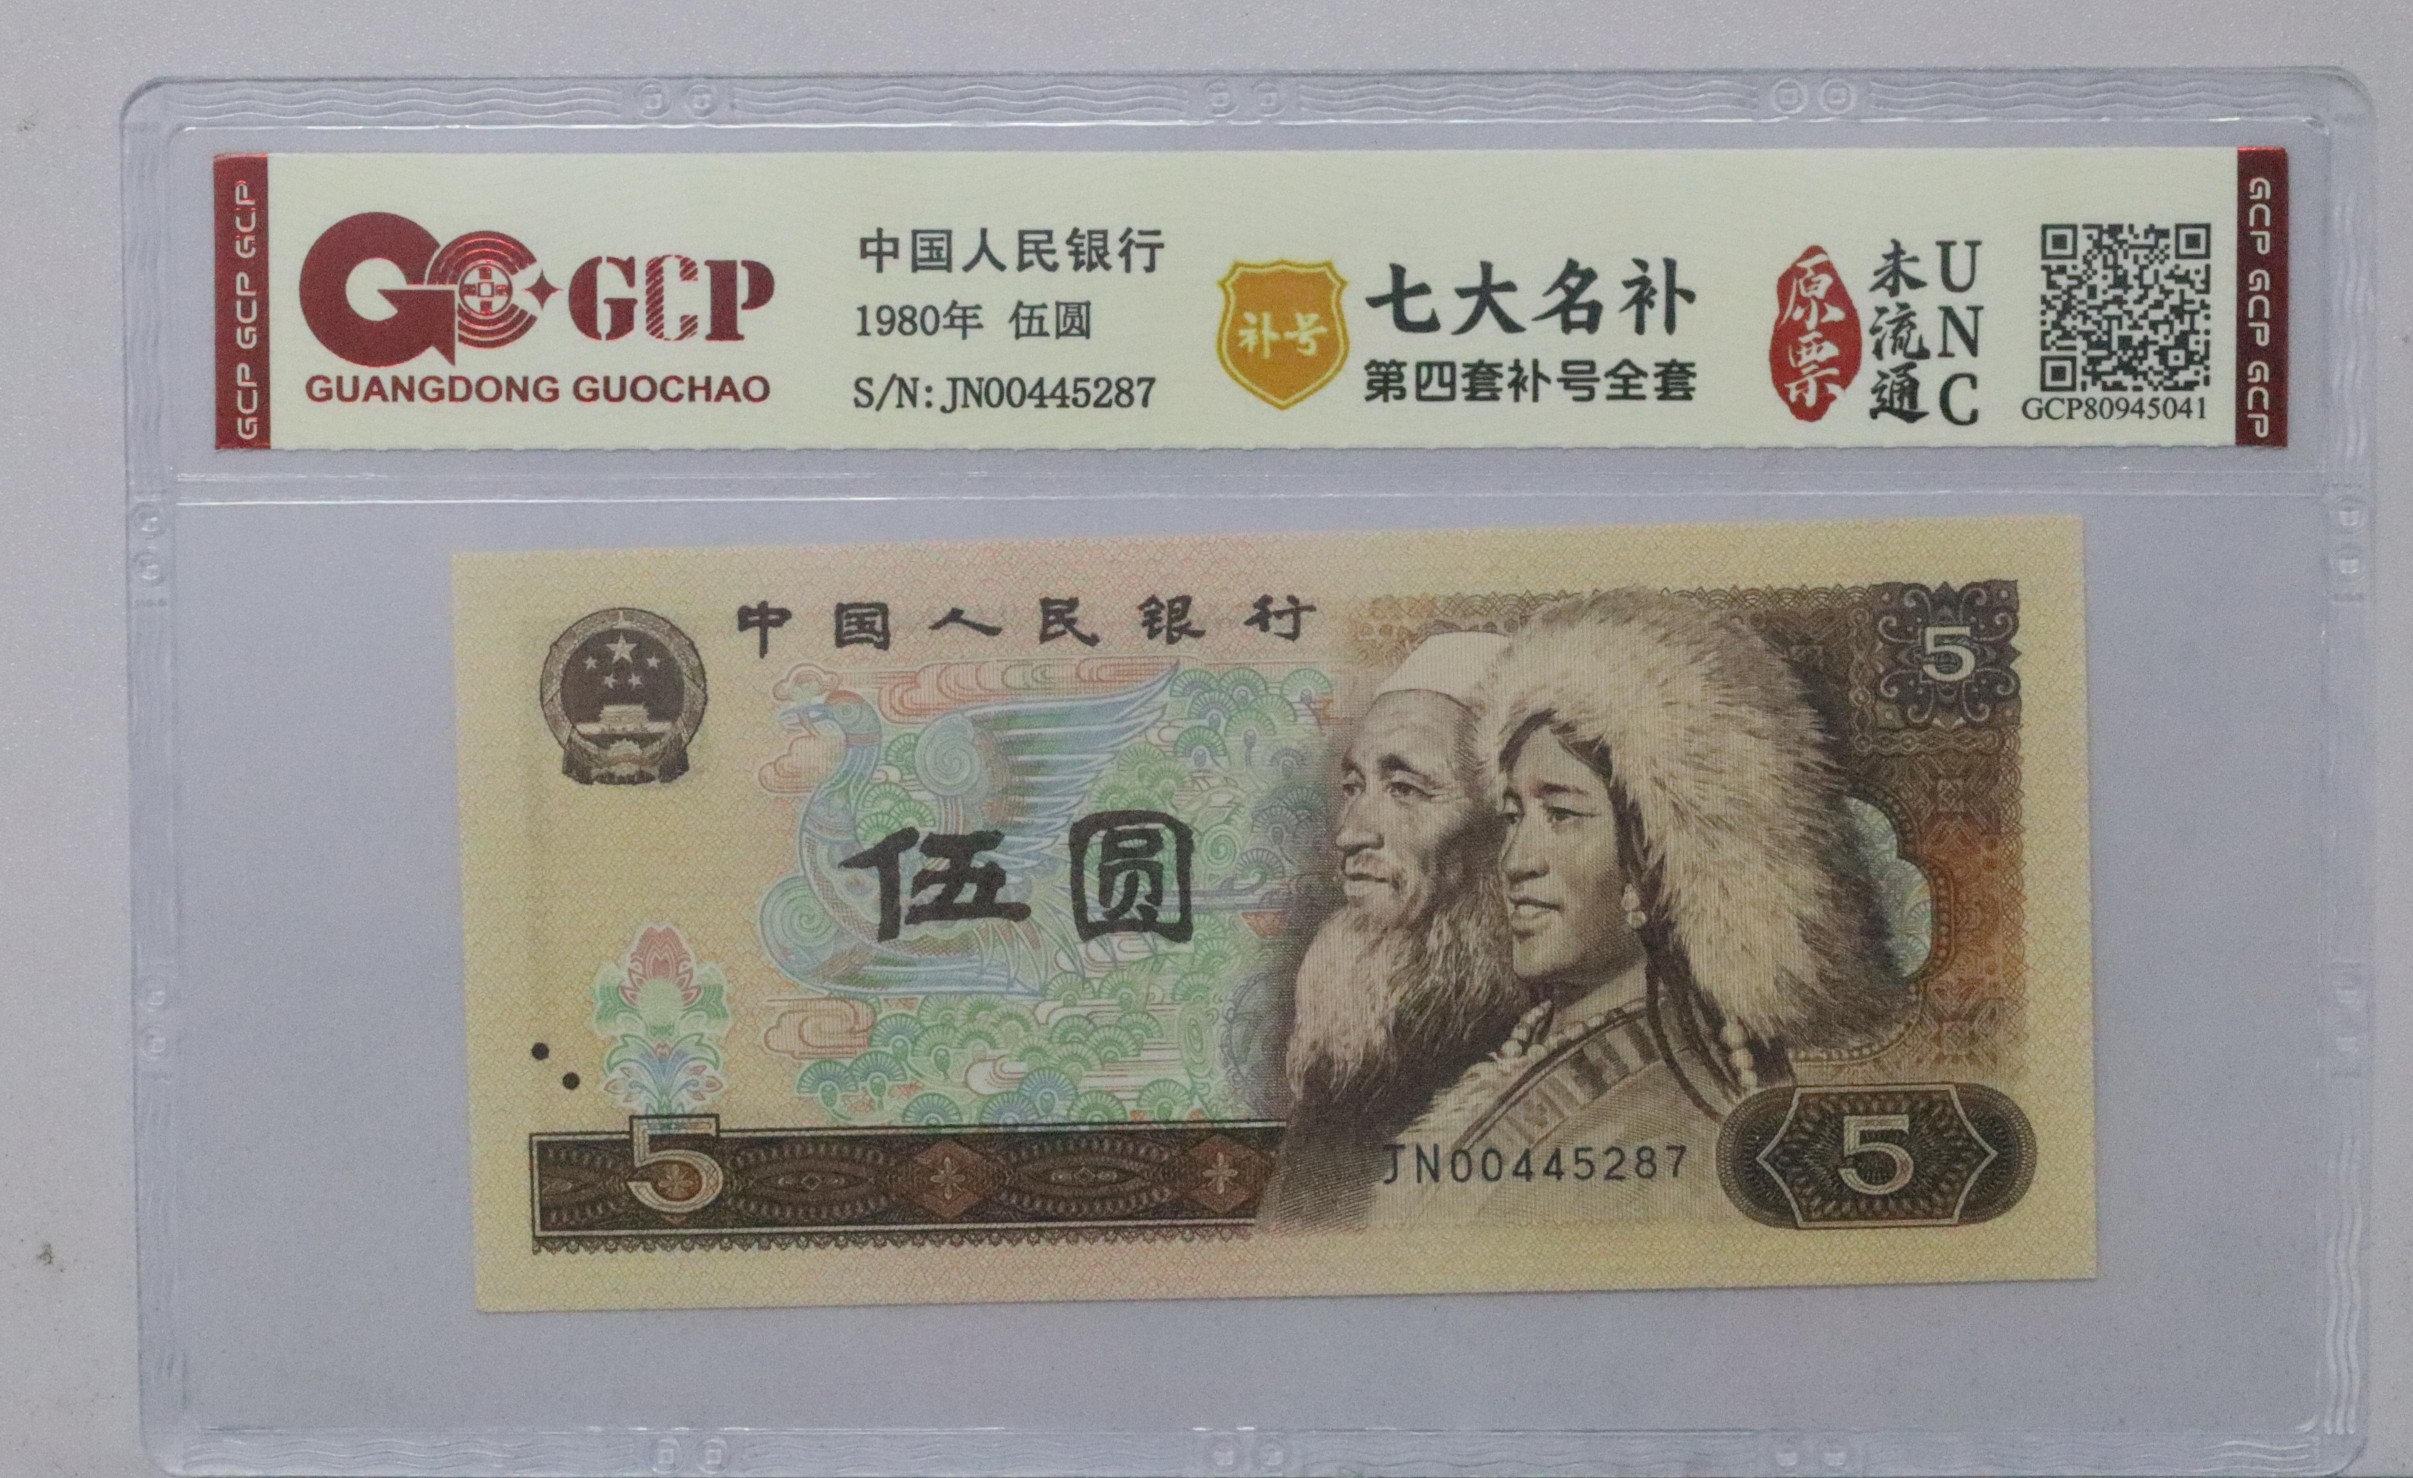 GCP GCP GCP
GCP
GUANGDONG GUOCHAO
中国人民银行
1980年 伍圆
S/N: JN00445287
补号
七大名补
第四套补号全套
原票
未流通
UNC
GCP80945041
GCP GCP GCP
中国人民银行
5
伍圆
5
JN00445287
5